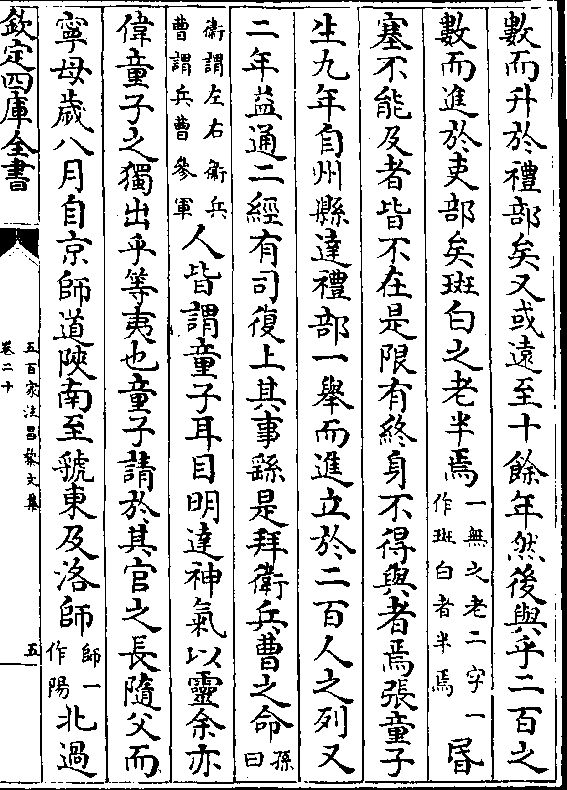 數而升於禮部矣又或遠至十餘年然後與乎二百之
數而進於吏部矣斑白之老半焉一無之老二字一作斑白者半焉昬
塞不能及者皆不在是限有終身不得與者焉張童子
生九年自州縣達禮部一舉而進立於二百人之列又
二年益通二經有司復上其事繇是拜衛兵曹之命孫曰
衛謂左右衛兵曹謂兵曹參軍人皆謂童子耳目明達神氣以靈余亦
偉童子之獨出乎等夷也童子請於其官之長隨父而
寧母歲八月自京師道陜南至虢東及洛師師一作陽北過
欽定四庫全書
五百家注昌黎文集
卷二十
五